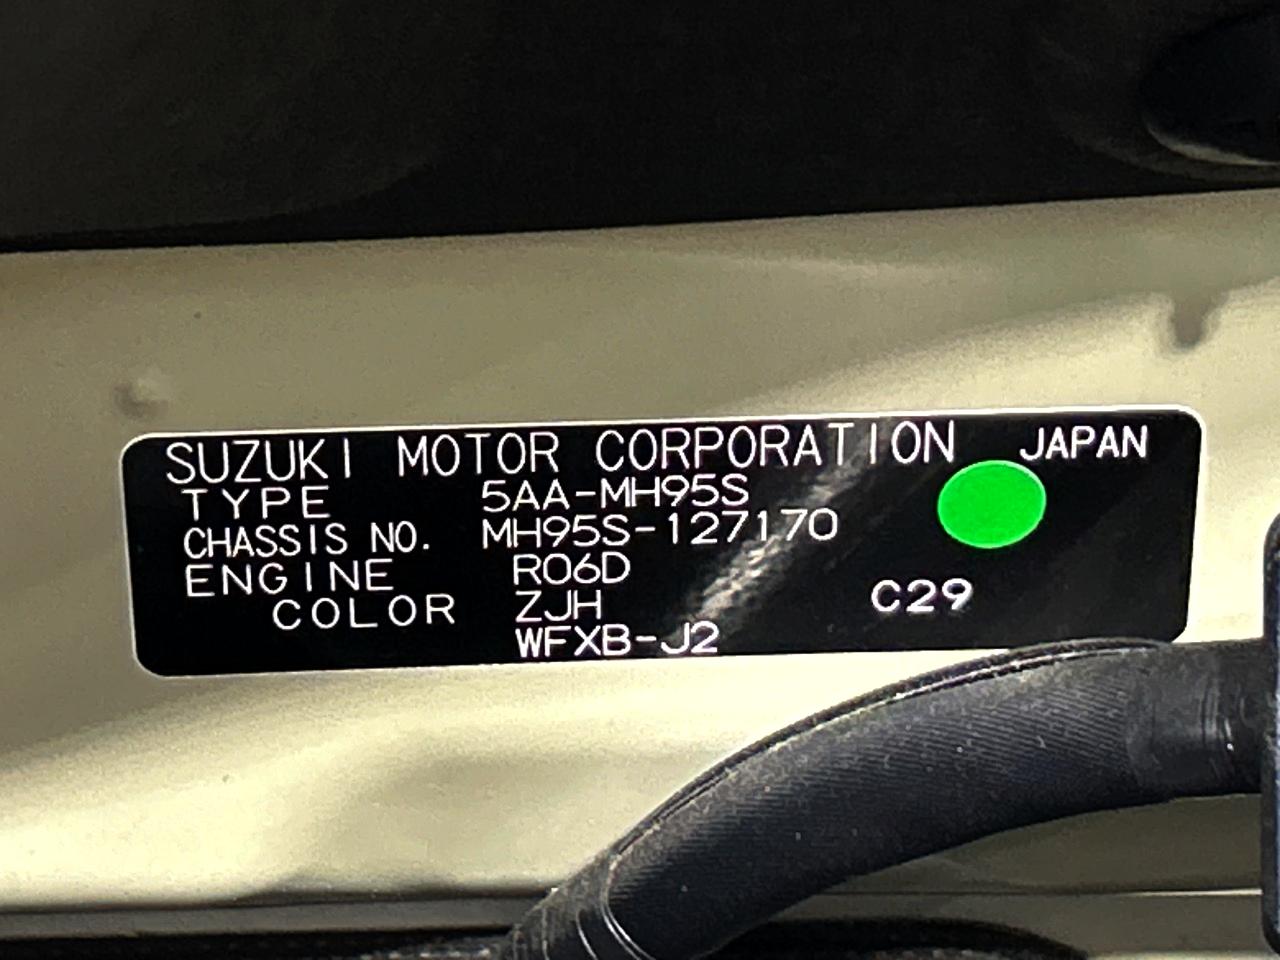 SUZUKI MOTOR CORPORATION JAPAN
TYPE 5AA-MH95S
CHASSIS NO. MH95S-127170
ENGINE R06D
COLOR ZJH C29
WFXB-J2